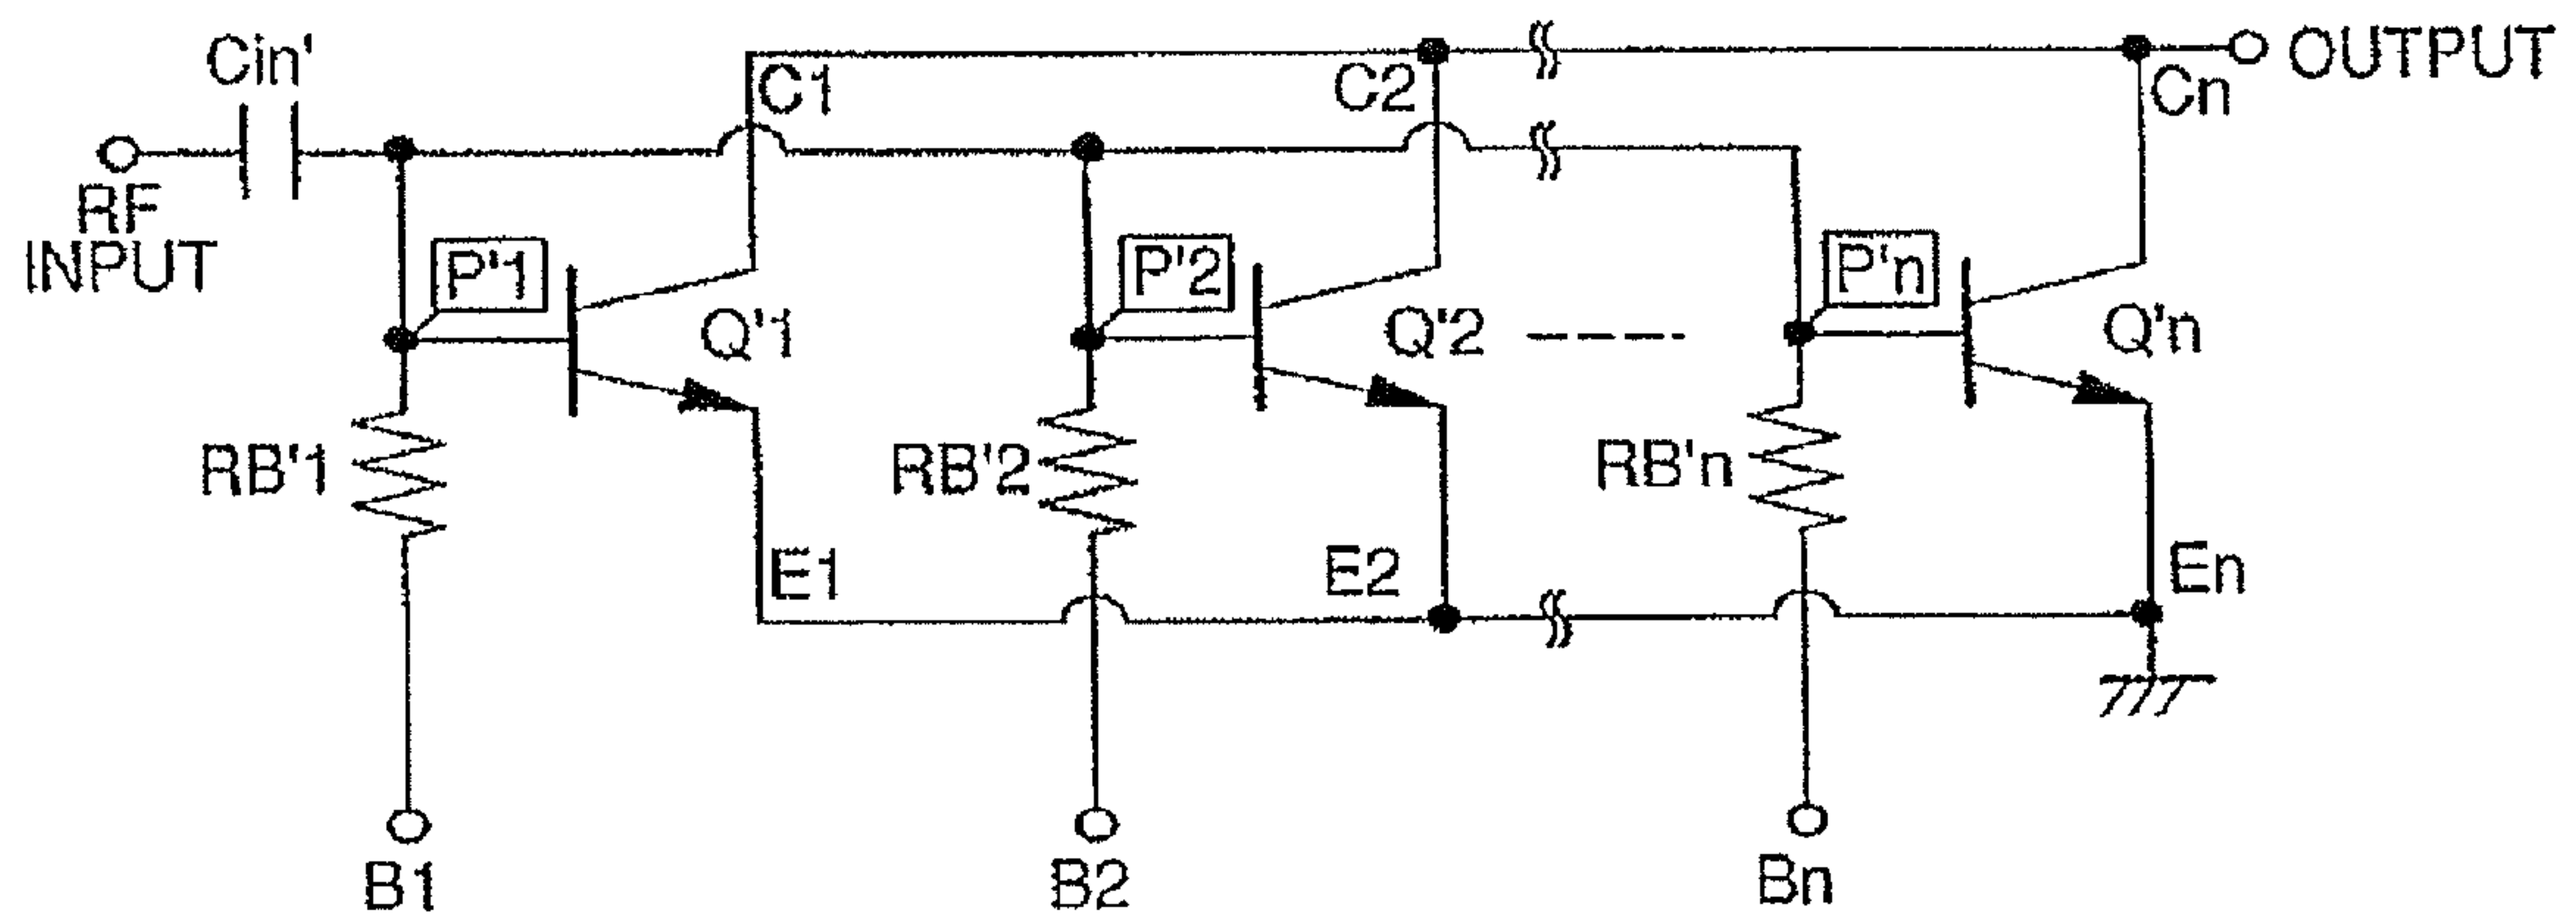 Cin'
C1
C2
Cn
OUTPUT
RF
INPUT
P'1
P'2
P'n
Q'1
Q'2
Q'n
RB'1
RB'2
RB'n
E1
E2
En
B1
B2
Bn